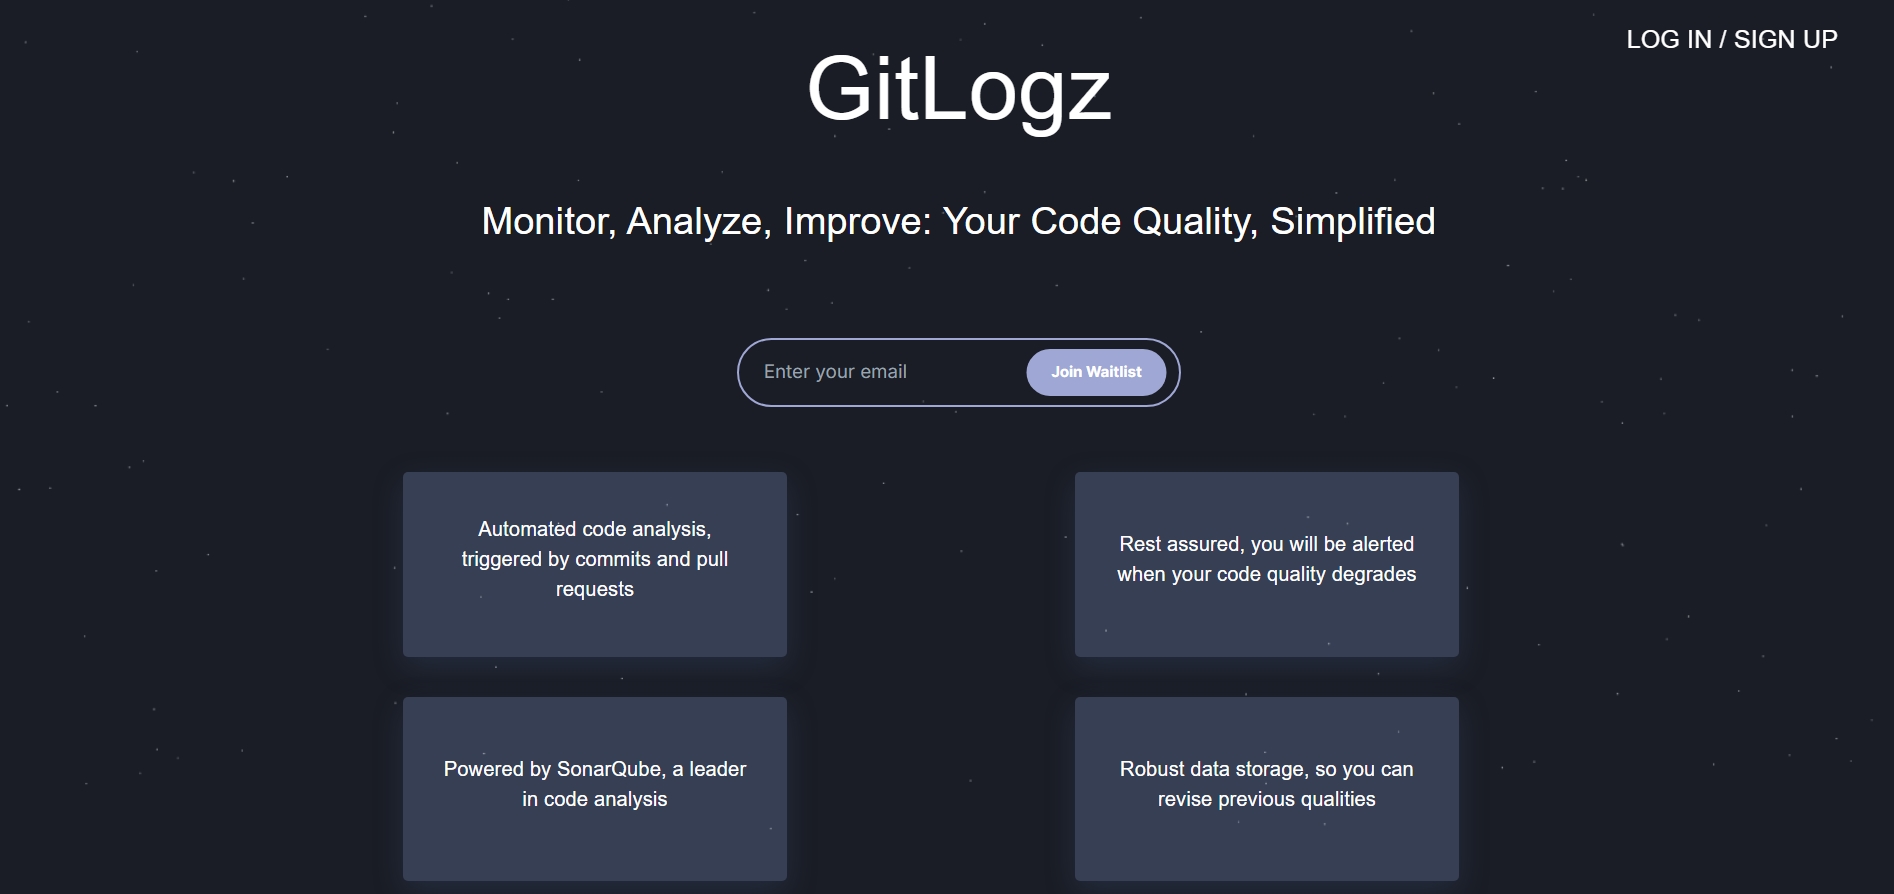 LOG IN / SIGN UP
GitLogz
Monitor, Analyze, Improve: Your Code Quality, Simplified
Enter your email
Join Waitlist
Automated code analysis,
triggered by commits and pull
requests
Rest assured, you will be alerted
when your code quality degrades
Powered by SonarQube, a leader
in code analysis
Robust data storage, so you can
revise previous qualities